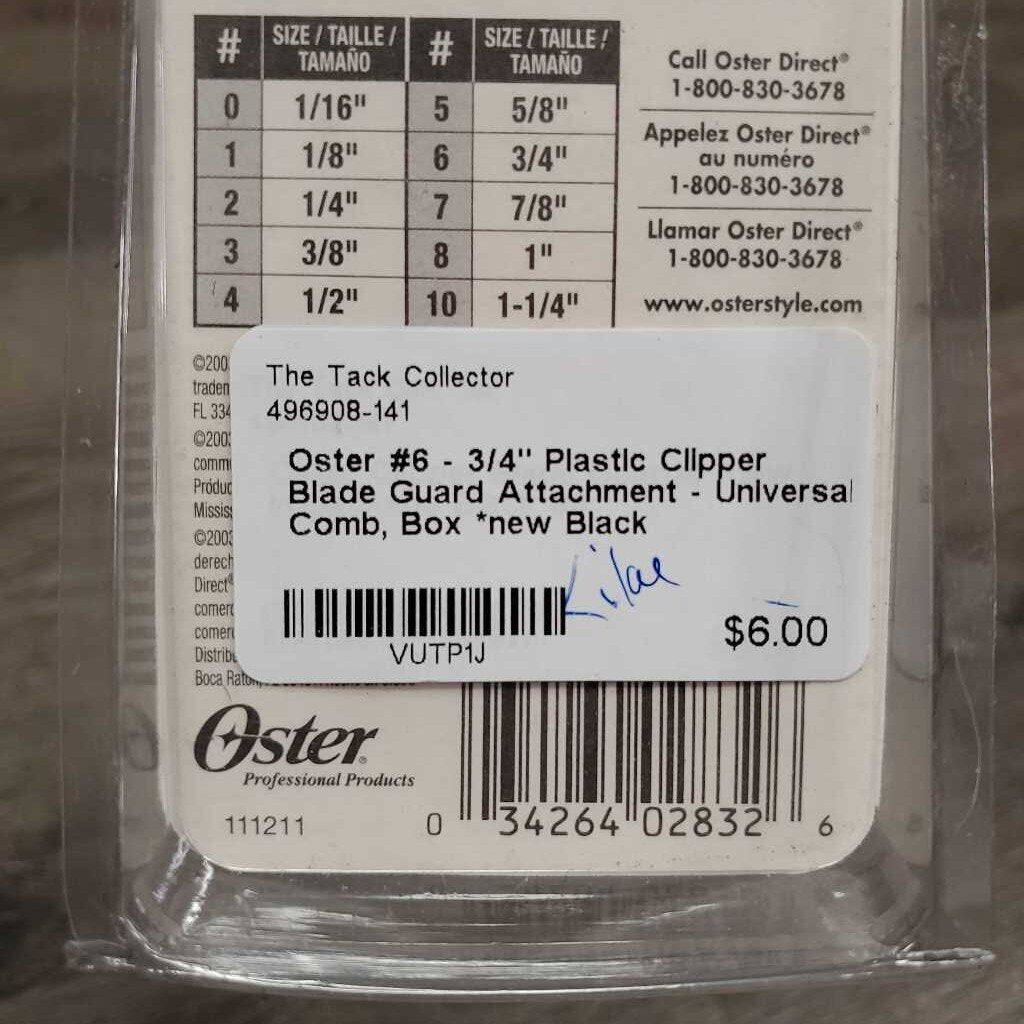 # SIZE / TAILLE / TAMAÑO # SIZE / TAILLE / TAMAÑO
0 1/16" 5 5/8"
1 1/8" 6 3/4"
2 1/4" 7 7/8"
3 3/8" 8 1"
4 1/2" 10 1-1/4"
Call Oster Direct®
1-800-830-3678
Appelez Oster Direct®
au numéro
1-800-830-3678
Llamar Oster Direct®
1-800-830-3678
www.osterstyle.com
The Tack Collector
496908-141
Oster #6 - 3/4" Plastic Clipper
Blade Guard Attachment - Universal
Comb, Box *new Black
VUTP1J
$6.00
FL
Direct®
Boca
Oster®
Professional Products
111211
0 34264 02832 6